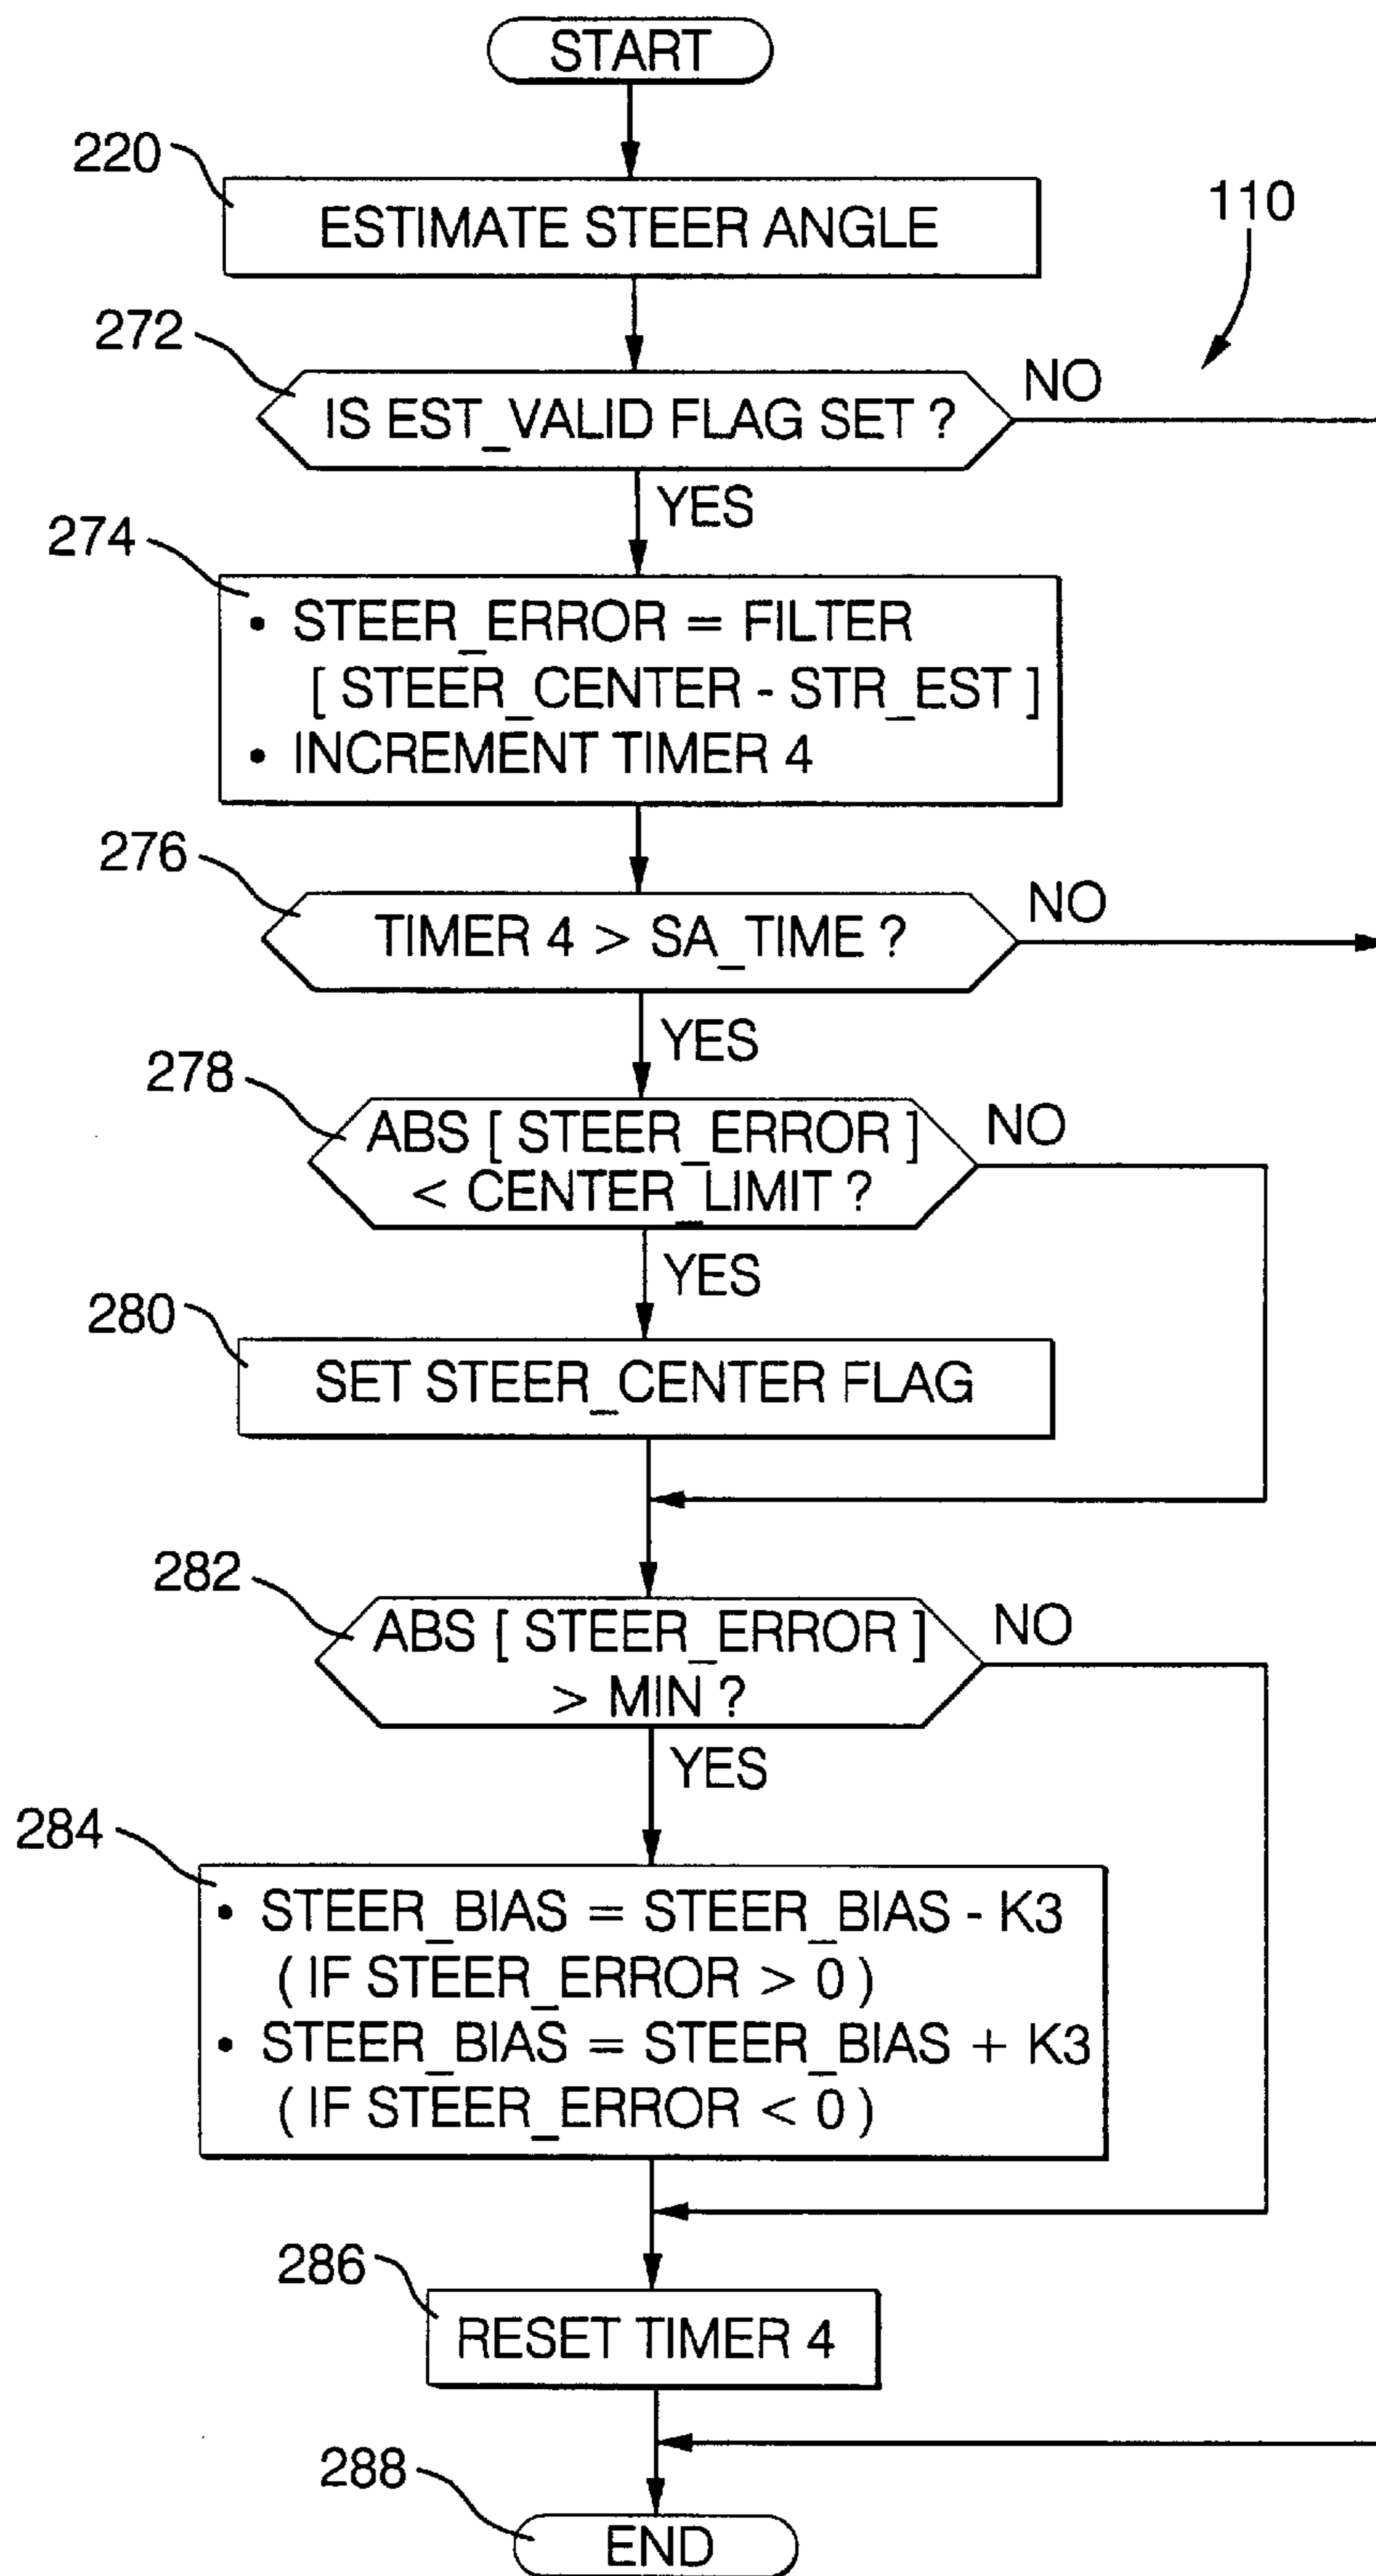 START
220
ESTIMATE STEER ANGLE
110
272
IS EST_VALID FLAG SET ?
NO
YES
274
• STEER_ERROR = FILTER
[ STEER_CENTER - STR_EST ]
• INCREMENT TIMER 4
276
TIMER 4 > SA_TIME ?
NO
YES
278
ABS [ STEER_ERROR ]
< CENTER_LIMIT ?
NO
YES
280
SET STEER_CENTER FLAG
282
ABS [ STEER_ERROR ]
> MIN ?
NO
YES
284
• STEER_BIAS = STEER_BIAS - K3
( IF STEER_ERROR > 0 )
• STEER_BIAS = STEER_BIAS + K3
( IF STEER_ERROR < 0 )
286
RESET TIMER 4
288
END